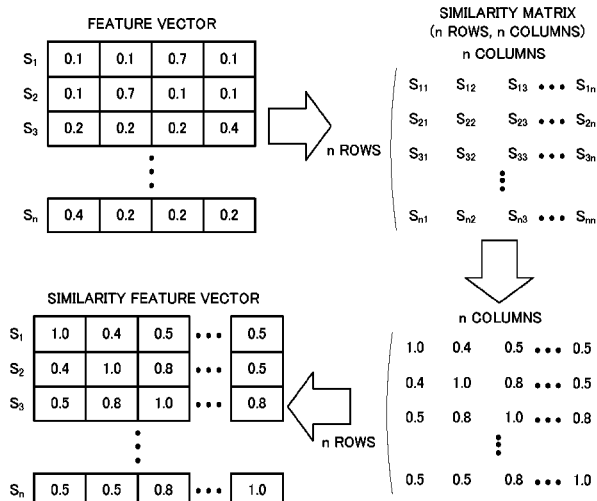 FEATURE VECTOR
S1 0.1 0.1 0.7 0.1
S2 0.1 0.7 0.1 0.1
S3 0.2 0.2 0.2 0.4
Sn 0.4 0.2 0.2 0.2
SIMILARITY MATRIX
(n ROWS, n COLUMNS)
n COLUMNS
n ROWS
S11 S12 S13 ••• S1n
S21 S22 S23 ••• S2n
S31 S32 S33 ••• S3n
Sn1 Sn2 Sn3 ••• Snn
n COLUMNS
n ROWS
1.0 0.4 0.5 ••• 0.5
0.4 1.0 0.8 ••• 0.5
0.5 0.8 1.0 ••• 0.8
0.5 0.5 0.8 ••• 1.0
SIMILARITY FEATURE VECTOR
S1 1.0 0.4 0.5 ••• 0.5
S2 0.4 1.0 0.8 ••• 0.5
S3 0.5 0.8 1.0 ••• 0.8
Sn 0.5 0.5 0.8 ••• 1.0